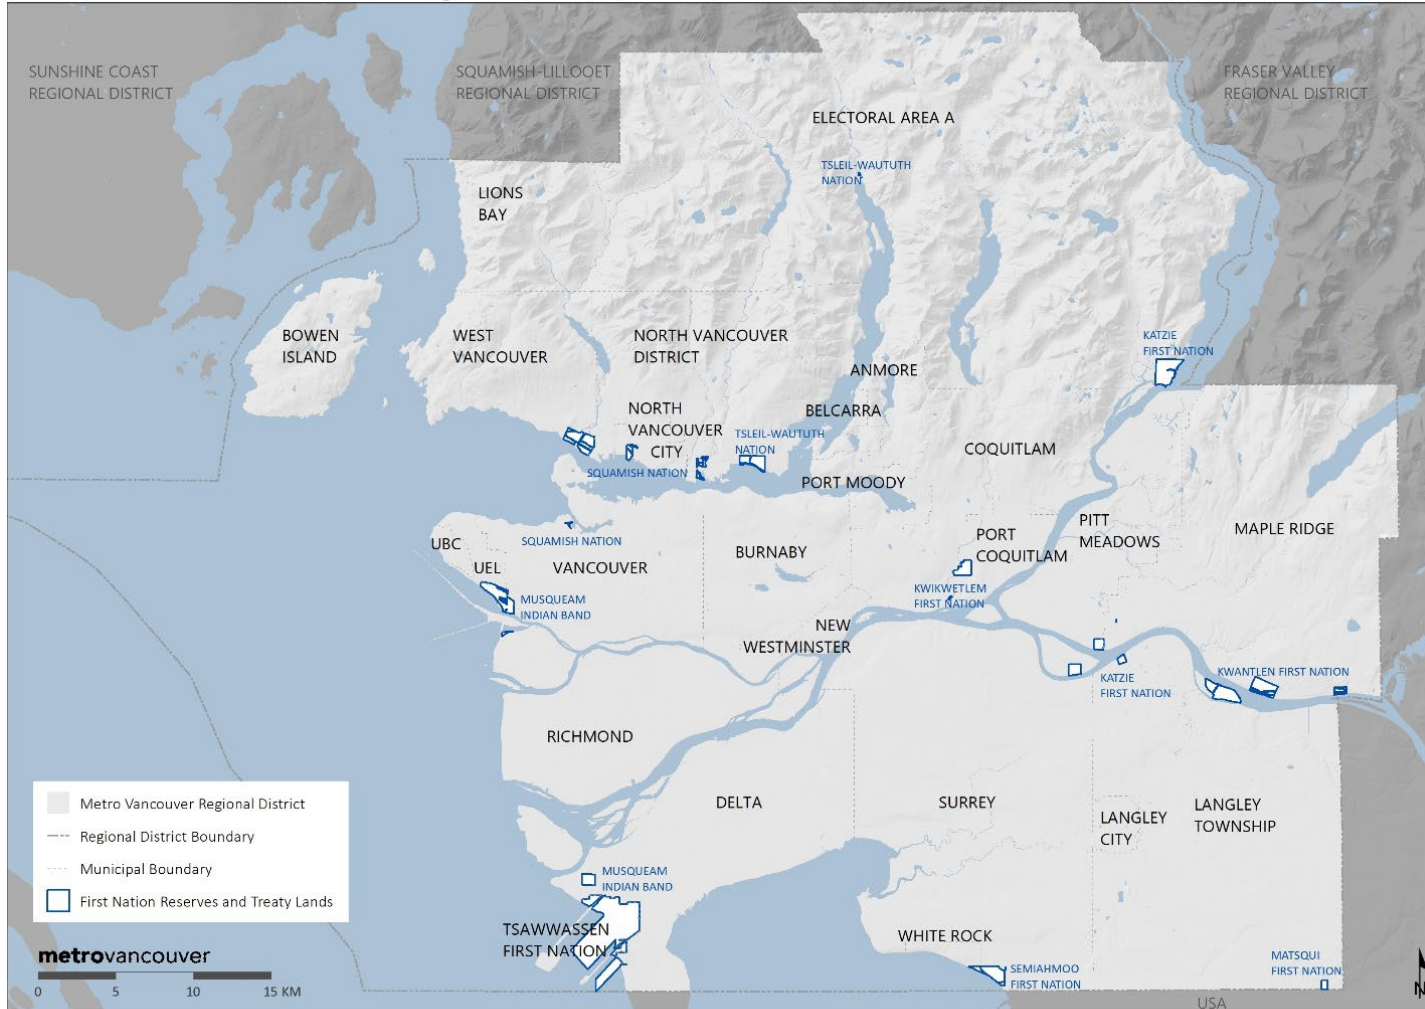 SUNSHINE COAST
REGIONAL DISTRICT
SQUAMISH-LILLOOET
REGIONAL DISTRICT
FRASER VALLEY
REGIONAL DISTRICT
ELECTORAL AREA A
TSLEIL-WAUTUTH
NATION
LIONS
BAY
BOWEN
ISLAND
WEST
VANCOUVER
NORTH VANCOUVER
DISTRICT
KATZIE
FIRST NATION
ANMORE
BELCARRA
NORTH
VANCOUVER
CITY
TSLEIL-WAUTUTH
NATION
SQUAMISH NATION
COQUITLAM
PORT MOODY
UBC
UEL
SQUAMISH NATION
VANCOUVER
BURNABY
PORT
COQUITLAM
PITT
MEADOWS
MAPLE RIDGE
MUSQUEAM
INDIAN BAND
KWIKWETLEM
FIRST NATION
NEW
WESTMINSTER
KATZIE
FIRST NATION
KWANTLEN FIRST NATION
RICHMOND
DELTA
SURREY
LANGLEY
CITY
LANGLEY
TOWNSHIP
MUSQUEAM
INDIAN BAND
TSAWWASSEN
FIRST NATION
WHITE ROCK
SEMIAHMOO
FIRST NATION
MATSQUI
FIRST NATION
USA
Metro Vancouver Regional District
Regional District Boundary
Municipal Boundary
First Nation Reserves and Treaty Lands
metrovancouver
0 5 10 15 KM
N